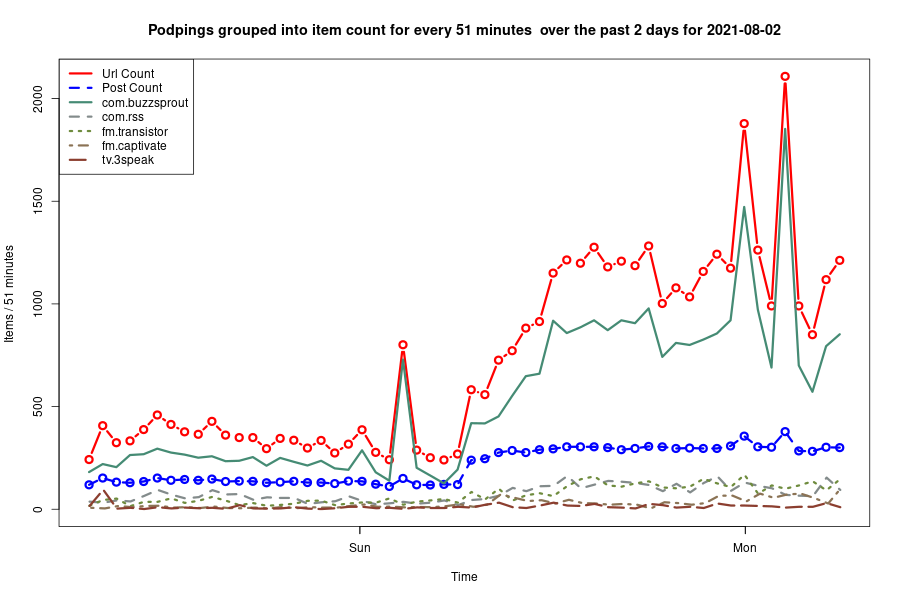 Podpings grouped into item count for every 51 minutes  over the past 2 days for 2021-08-02
Url Count
Post Count
com.buzzsprout
com.rss
fm.transistor
fm.captivate
tv.3speak
Items / 51 minutes
2000
1500
1000
500
0
Sun
Mon
Time